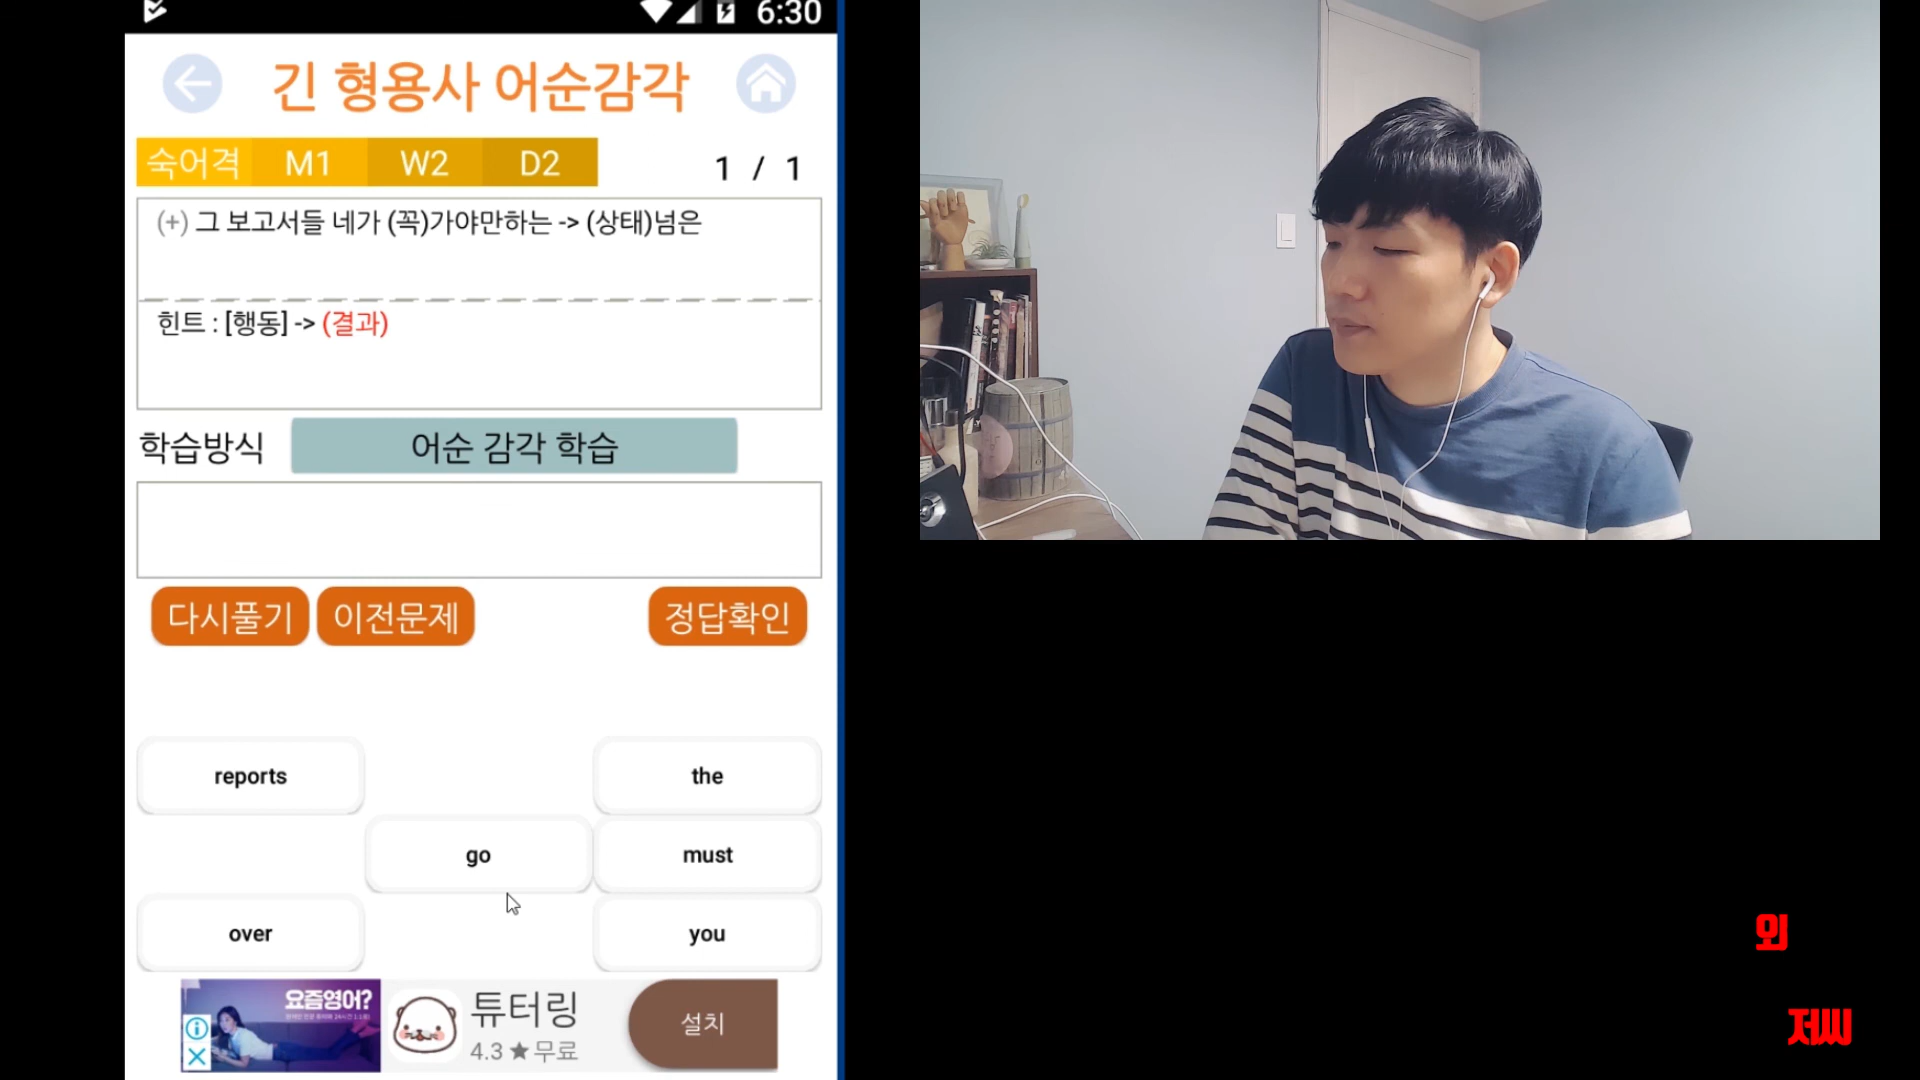 6:30
긴 형용사 어순감각
숙어격 M1 W2 D2 1 / 1
(+) 그 보고서들 네가 (꼭)가야만하는 -> (상태)넘은
힌트 : [행동] -> (결과)
학습방식 어순 감각 학습
다시풀기 이전문제 정답확인
reports the
go must
over you
요즘영어?
튜터링
4.3 ★ 무료
설치
외
저씨